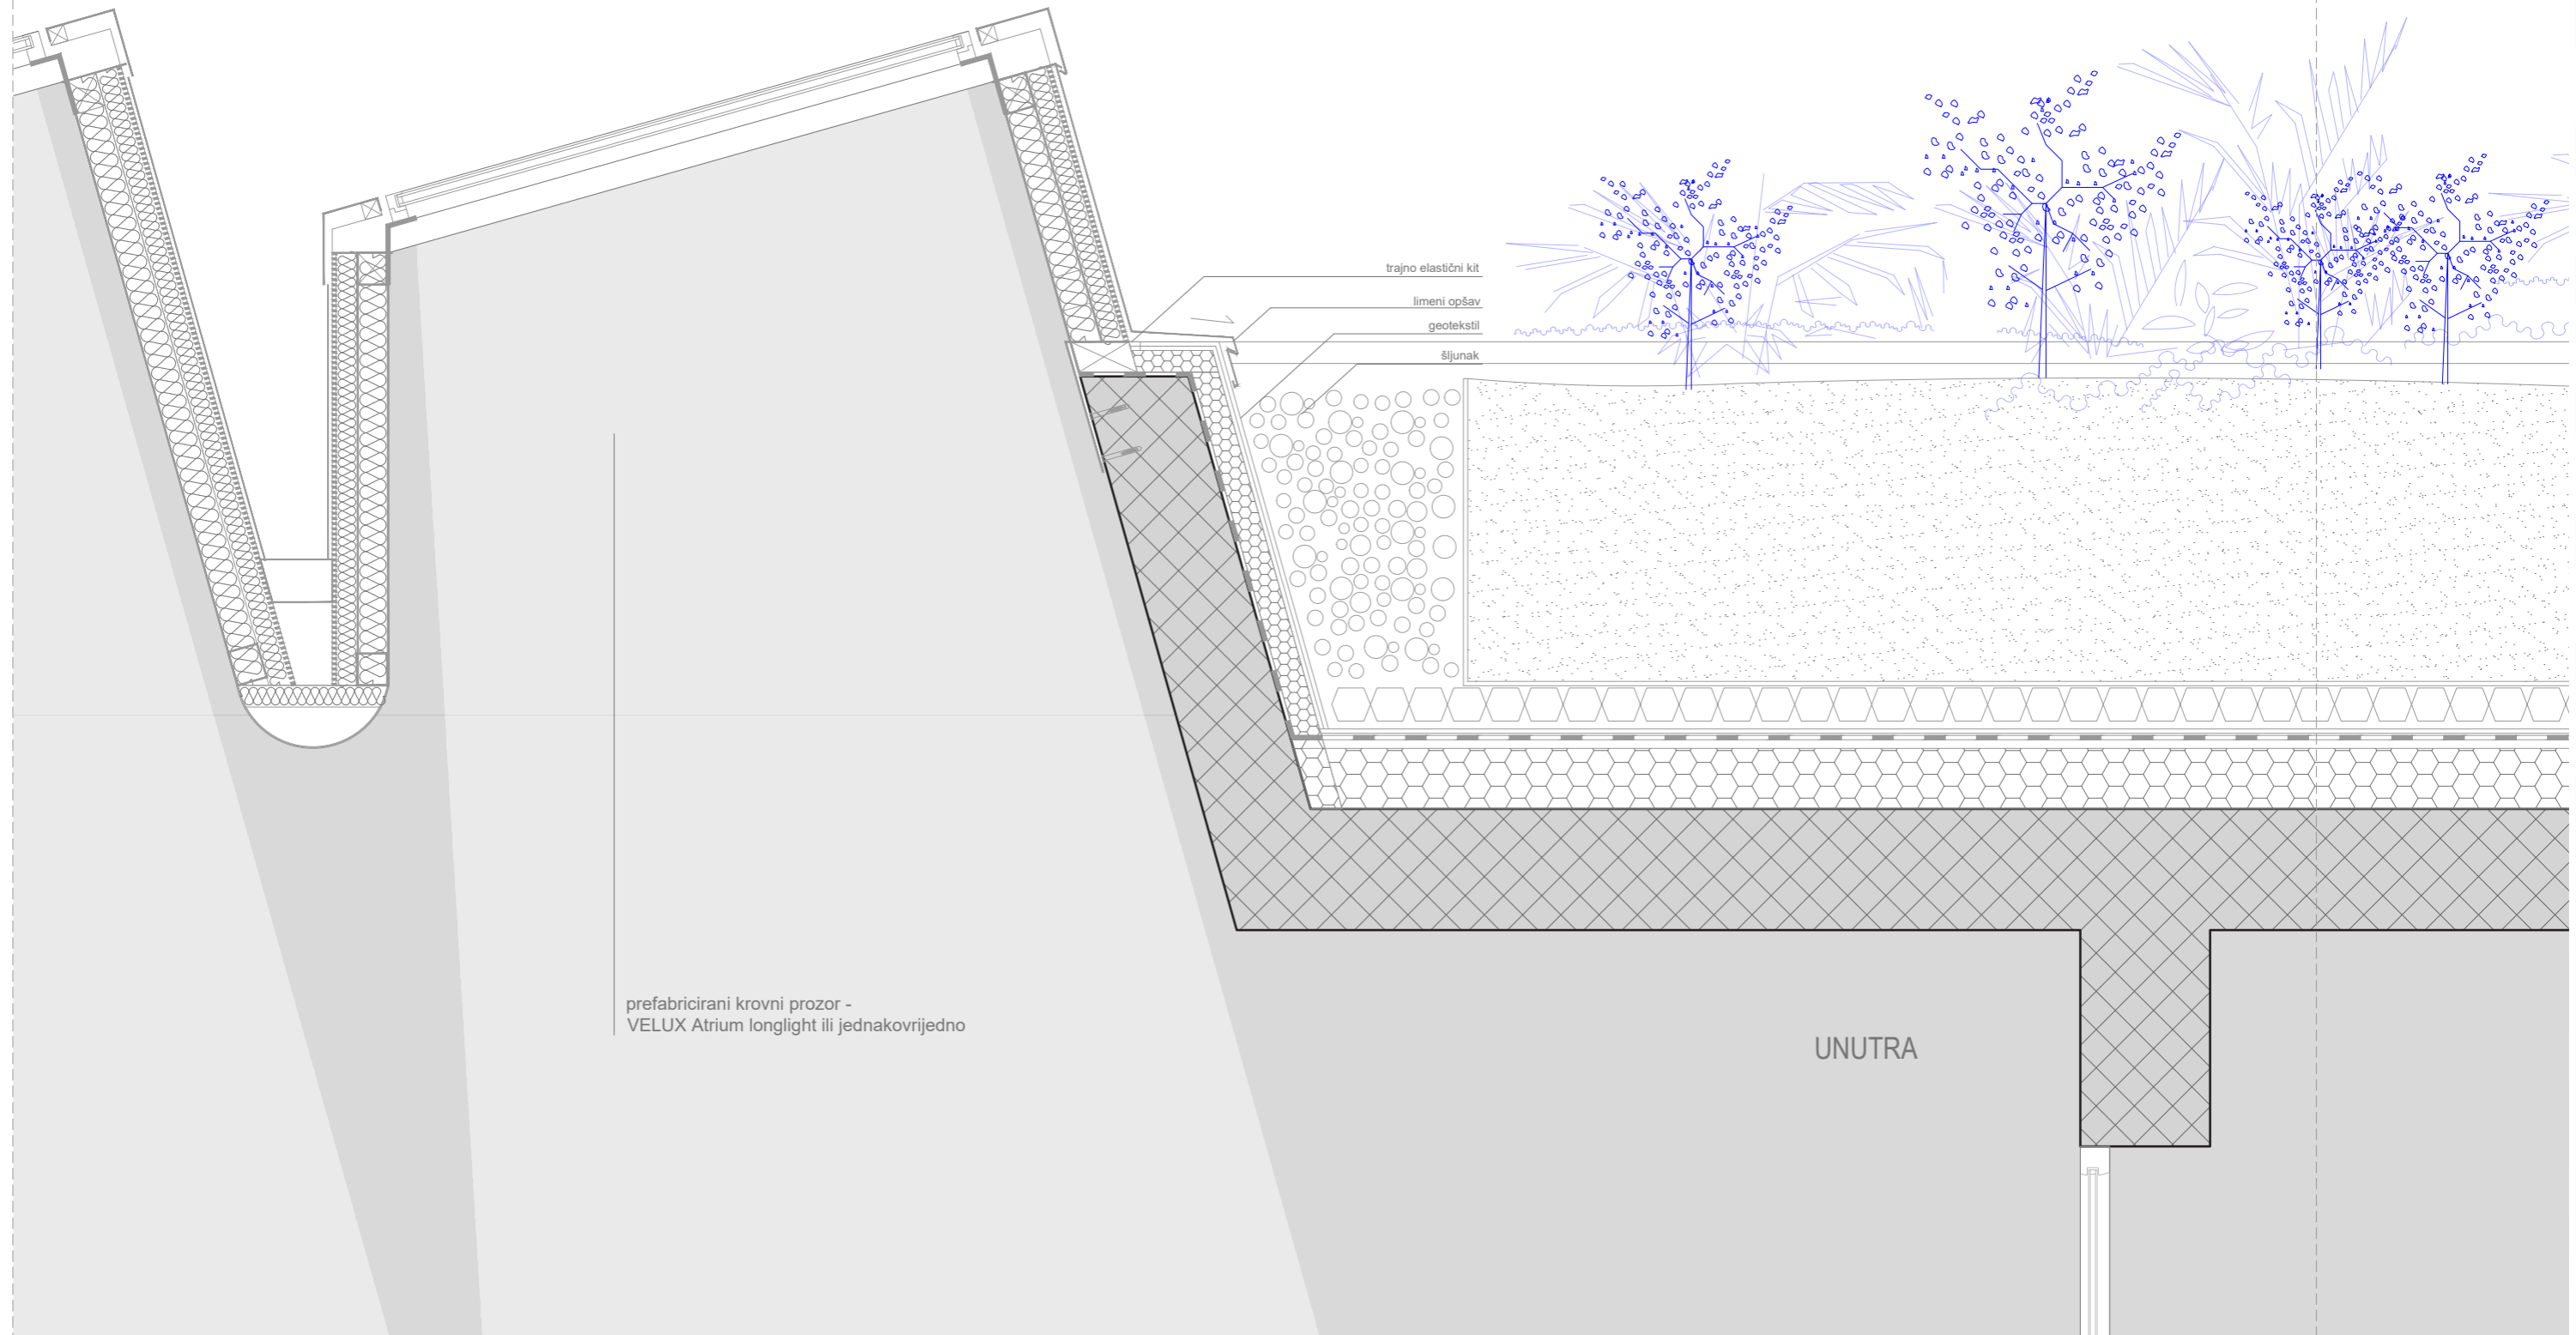 trajno elastični kit
limeni opšav
geotekstil
šljunak
prefabricirani krovni prozor -
VELUX Atrium longlight ili jednakovrijedno
UNUTRA